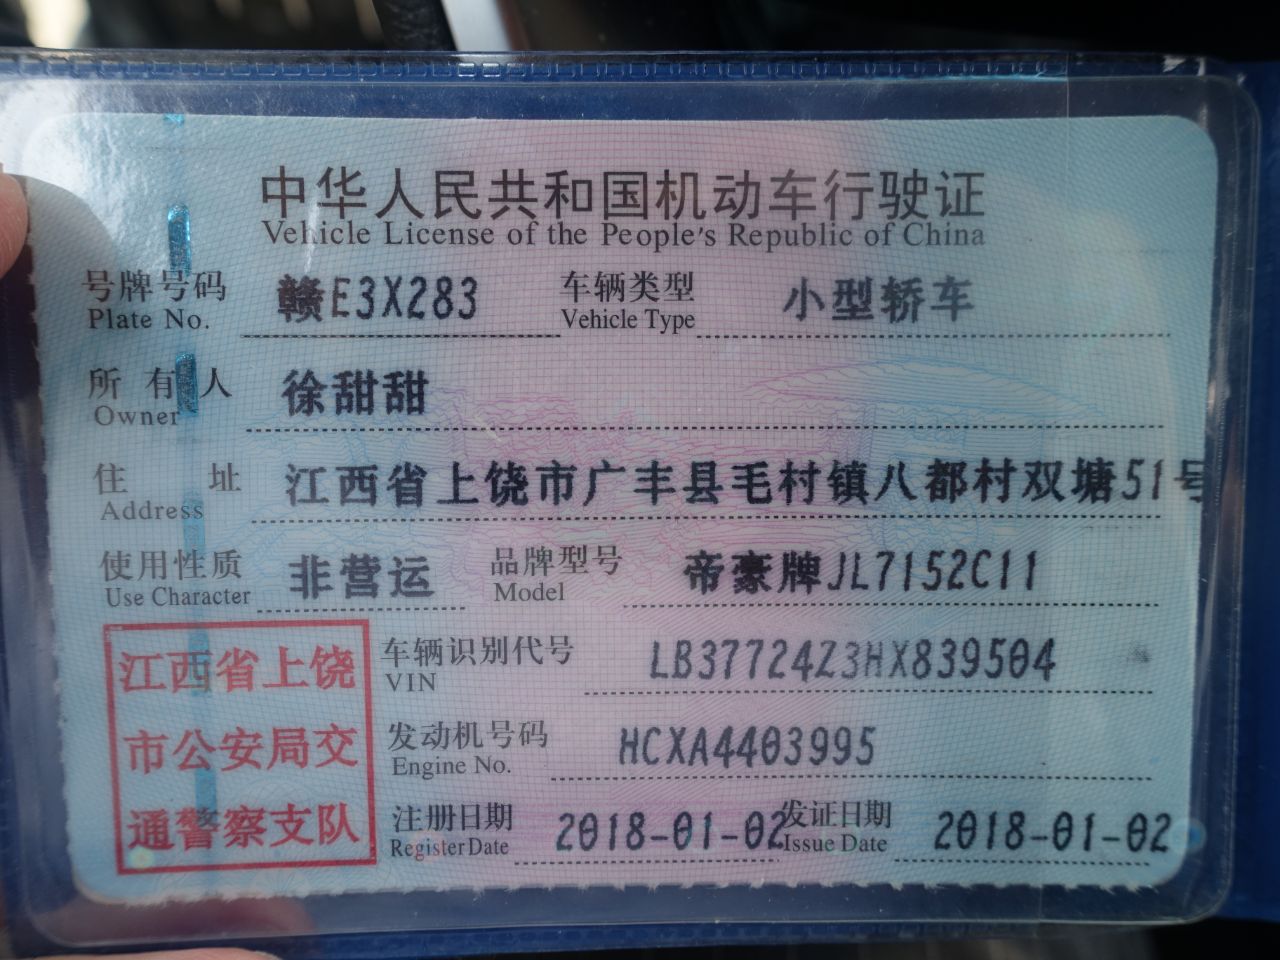 中华人民共和国机动车行驶证
Vehicle License of the People's Republic of China
号牌号码 赣E3X283 车辆类型 小型轿车
Plate No. Vehicle Type
所有人 徐甜甜
Owner
住址 江西省上饶市广丰县毛村镇八都村双塘51号
Address
使用性质 非营运 品牌型号 帝豪牌JL7152C11
Use Character Model
车辆识别代号 LB37724Z3HX839504
VIN
发动机号码 HCXA4403995
Engine No.
注册日期 2018-01-02 发证日期 2018-01-02
Register Date Issue Date
江西省上饶
市公安局交
通警察支队